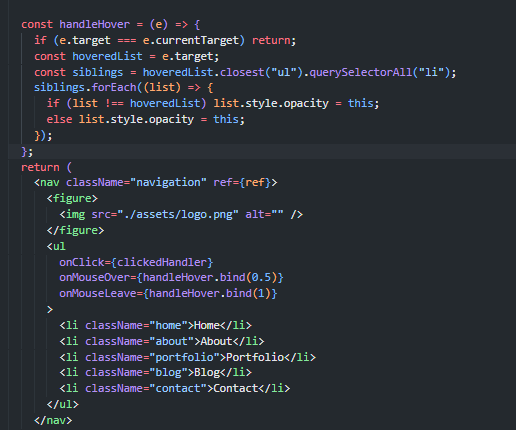 const handleHover = (e) => {
if (e.target === e.currentTarget) return;
const hoveredList = e.target;
const siblings = hoveredList.closest("ul").querySelectorAll("li");
siblings.forEach((list) => {
if (list !== hoveredList) list.style.opacity = this;
else list.style.opacity = this;
});
};
return (
<nav className="navigation" ref={ref}>
<figure>
<img src="./assets/logo.png" alt="" />
</figure>
<ul
onClick={clickedHandler}
onMouseOver={handleHover.bind(0.5)}
onMouseLeave={handleHover.bind(1)}
>
<li className="home">Home</li>
<li className="about">About</li>
<li className="portfolio">Portfolio</li>
<li className="blog">Blog</li>
<li className="contact">Contact</li>
</ul>
</nav>